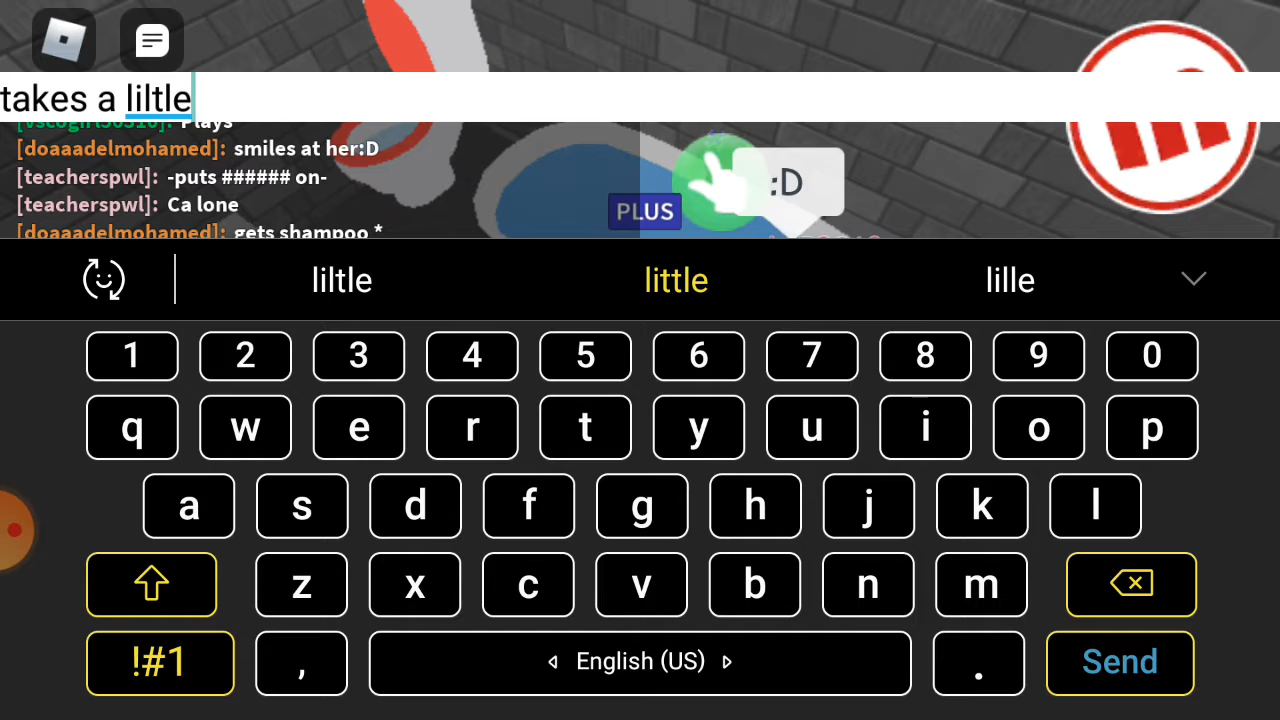 takes a liltle
Plays
[doaaadelmohamed]: smiles at her:D
[teacherspwl]: -puts ###### on-
[teacherspwl]: Ca lone
[doaaadelmohamed]: gets shampoo *
:D
PLUS
liltle little lille
1 2 3 4 5 6 7 8 9 0
q w e r t y u i o p
a s d f g h j k l
z x c v b n m
!#1 , English (US) . Send